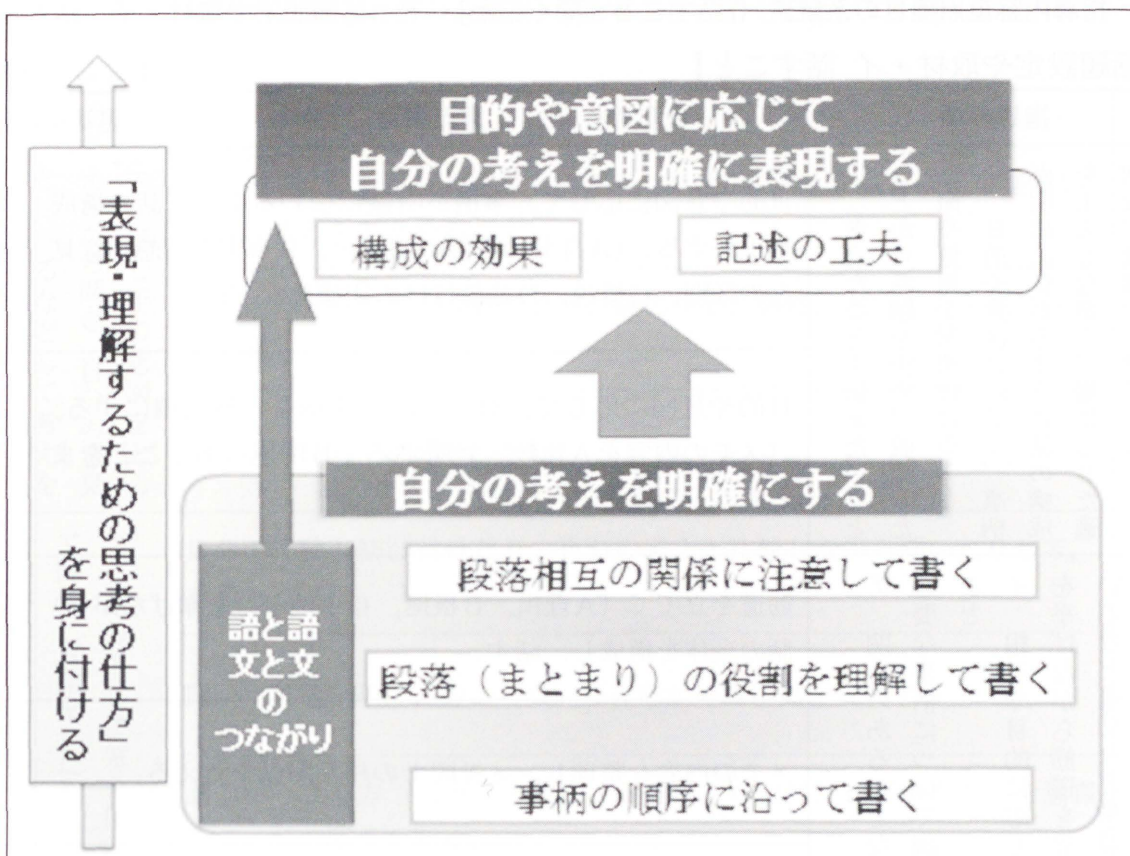 目的や意図に応じて
自分の考えを明確に表現する
構成の効果
記述の工夫
「表現・理解するための思考の仕方」
を身に付ける
自分の考えを明確にする
段落相互の関係に注意して書く
語と語
文と文
の
つながり
段落（まとまり）の役割を理解して書く
事柄の順序に沿って書く